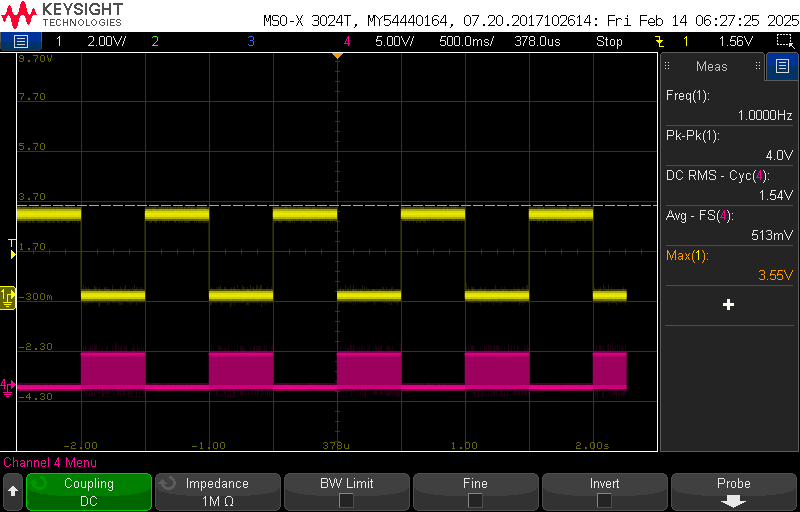 KEYSIGHT
TECHNOLOGIES
MSO-X 3024T, MY54440164, 07.20.2017102614: Fri Feb 14 06:27:25 2025
1 2.00V/ 2 3 4 5.00V/ 500.0ms/ 378.0us Stop 1 1.56V
9.70V
7.70
5.70
3.70
T
1.70
1
-300m
-2.30
4
-4.30
-2.00 -1.00 378u 1.00 2.00s
Meas
Freq(1):
1.0000Hz
Pk-Pk(1):
4.0V
DC RMS - Cyc(4):
1.54V
Avg - FS(4):
513mV
Max(1):
3.55V
+
Channel 4 Menu
Coupling
DC
Impedance
1M Ω
BW Limit
Fine
Invert
Probe